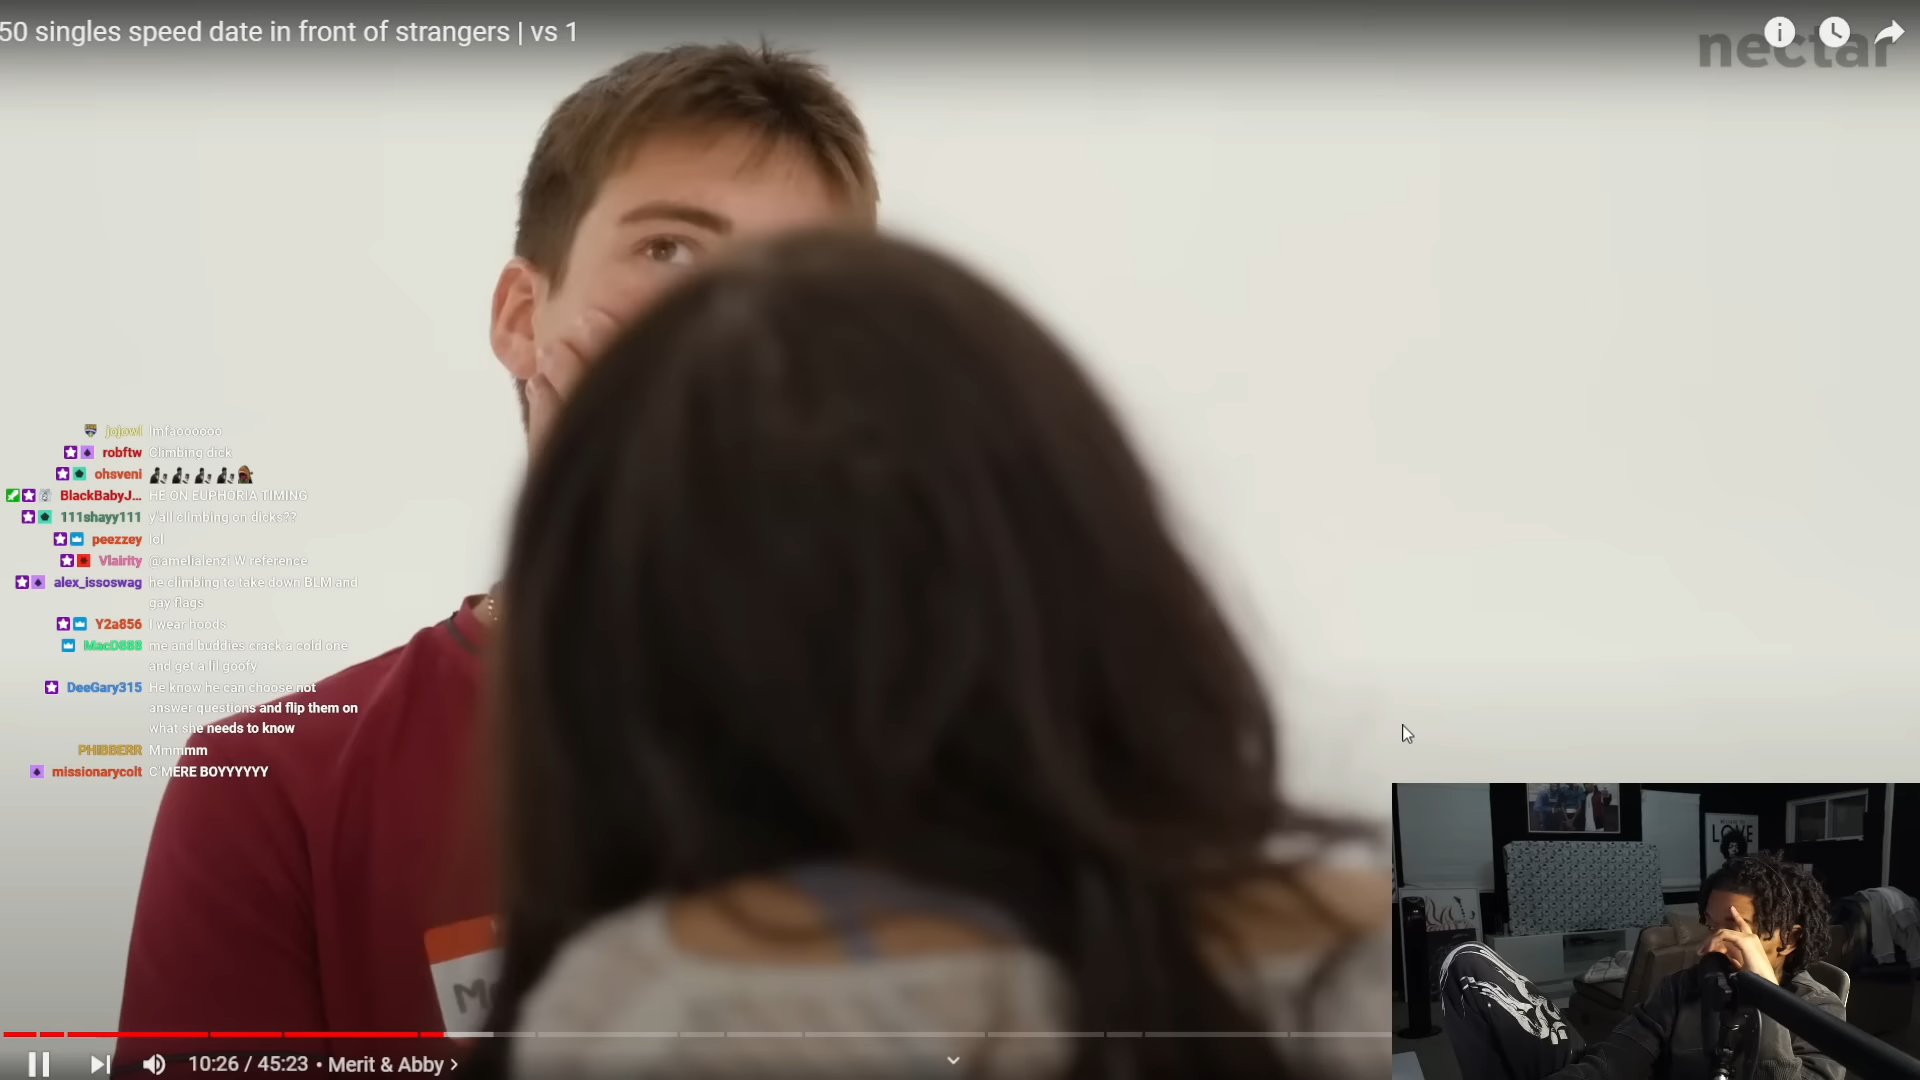 50 singles speed date in front of strangers | vs 1
nectar
jojowl lmfaoooooo
robftw Climbing dick
ohsveni
BlackBabyJ... HE ON EUPHORIA TIMING
111shayy111 y'all climbing on dicks??
peezzey lol
Vlairity @amelialenzi W reference
alex_issoswag he climbing to take down BLM and
gay flags
Y2a856 I wear hoods
MacD888 me and buddies crack a cold one
and get a lil goofy
DeeGary315 He know he can choose not
answer questions and flip them on
what she needs to know
PHIBBERR Mmmmm
missionarycolt C'MERE BOYYYYYY
LOVE
10:26 / 45:23 • Merit & Abby >